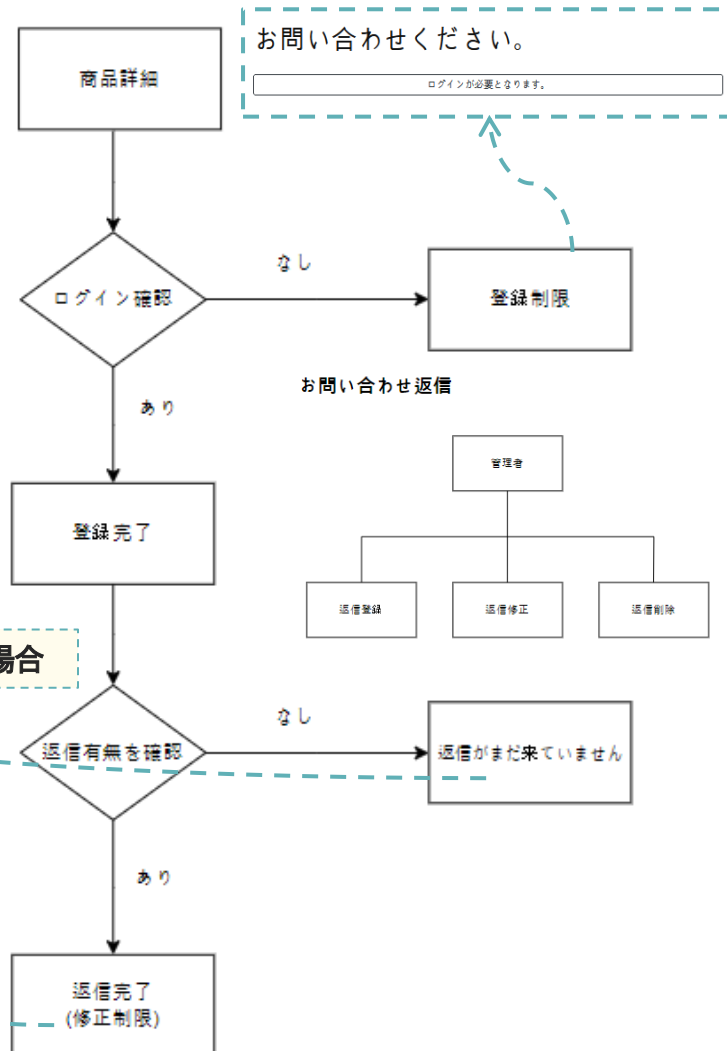 お問い合わせください。
ログインが必要となります。
商品詳細
ログイン確認
なし
登録制限
あり
お問い合わせ返信
管理者
登録完了
返信登録
返信修正
返信削除
場合
返信有無を確認
なし
返信がまだ来ていません
あり
返信完了
(修正制限)